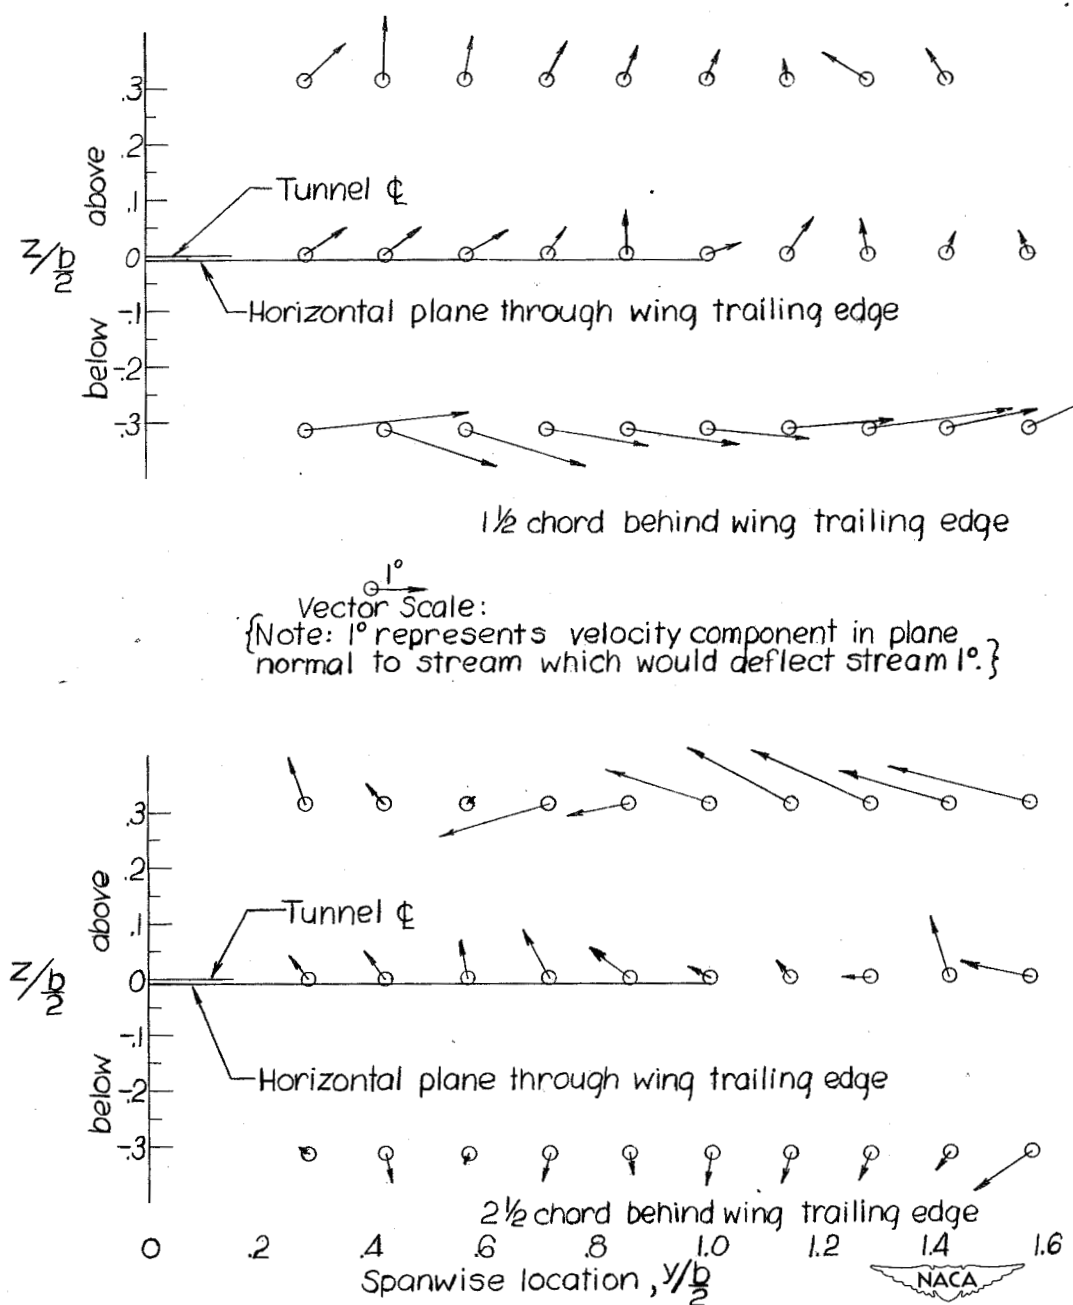 .3
.2
above
.1
Tunnel ℄
z/b/2
0
Horizontal plane through wing trailing edge
-.1
below
-.2
-.3
1 1/2 chord behind wing trailing edge
1°
Vector Scale:
{Note: 1° represents velocity component in plane
normal to stream which would deflect stream 1°.}
.3
.2
above
.1
Tunnel ℄
z/b/2
0
-.1
Horizontal plane through wing trailing edge
below
-.2
-.3
2 1/2 chord behind wing trailing edge
0 .2 .4 .6 .8 1.0 1.2 1.4 1.6
Spanwise location, y/b/2
NACA